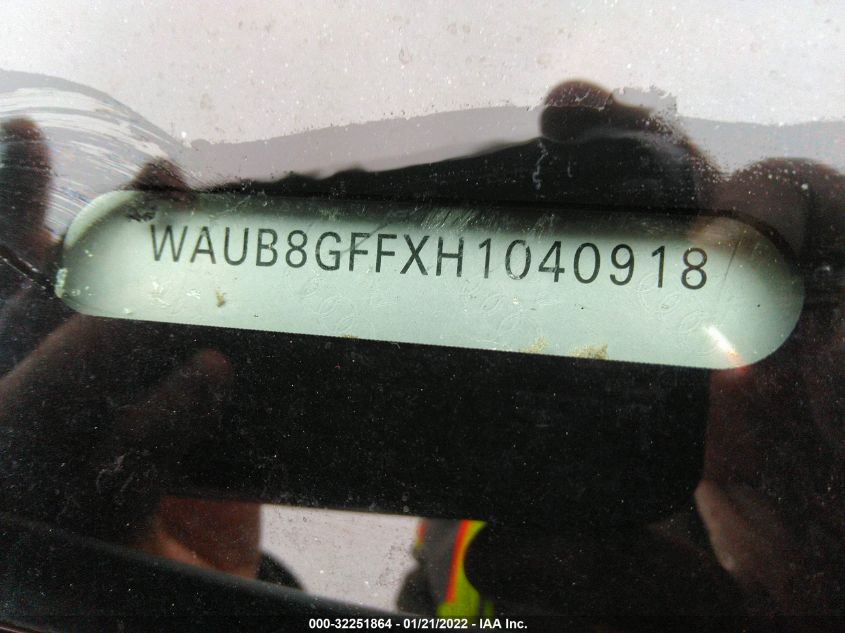 WAUB8GFFXH1040918
000-32251864 - 01/21/2022 - IAA Inc.